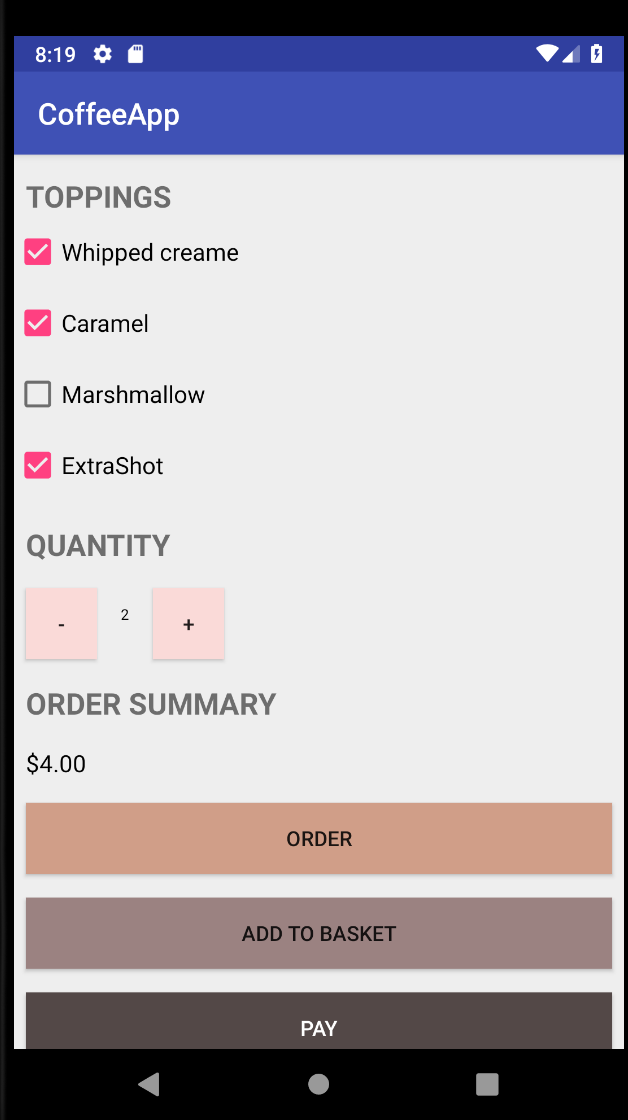 8:19
CoffeeApp
TOPPINGS
Whipped creame
Caramel
Marshmallow
ExtraShot
QUANTITY
- 2 +
ORDER SUMMARY
$4.00
ORDER
ADD TO BASKET
PAY